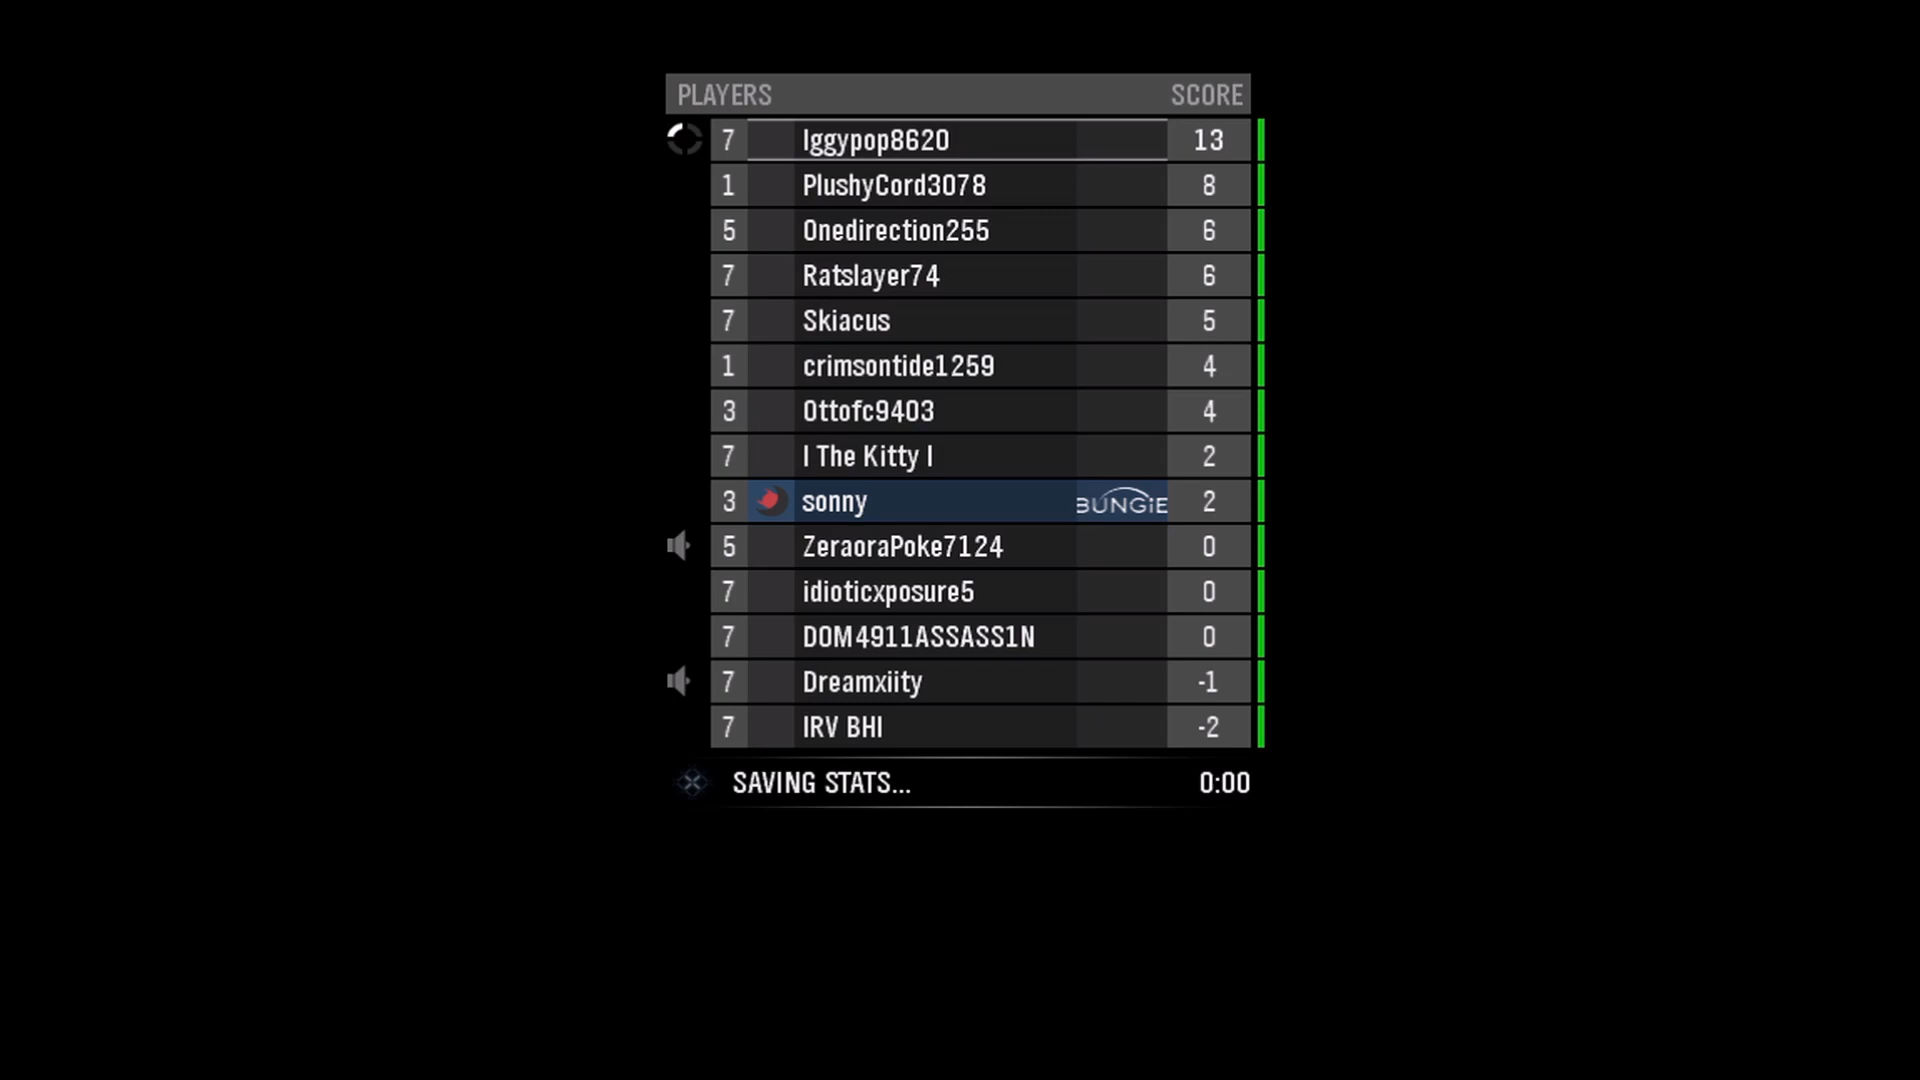 PLAYERS SCORE
7 Iggypop8620 13
1 PlushyCord3078 8
5 Onedirection255 6
7 Ratslayer74 6
7 Skiacus 5
1 crimsontide1259 4
3 Ottofc9403 4
7 I The Kitty I 2
3 sonny BUNGiE 2
5 ZeraoraPoke7124 0
7 idioticxposure5 0
7 DOM4911ASSASS1N 0
7 Dreamxiity -1
7 IRV BHI -2
SAVING STATS... 0:00